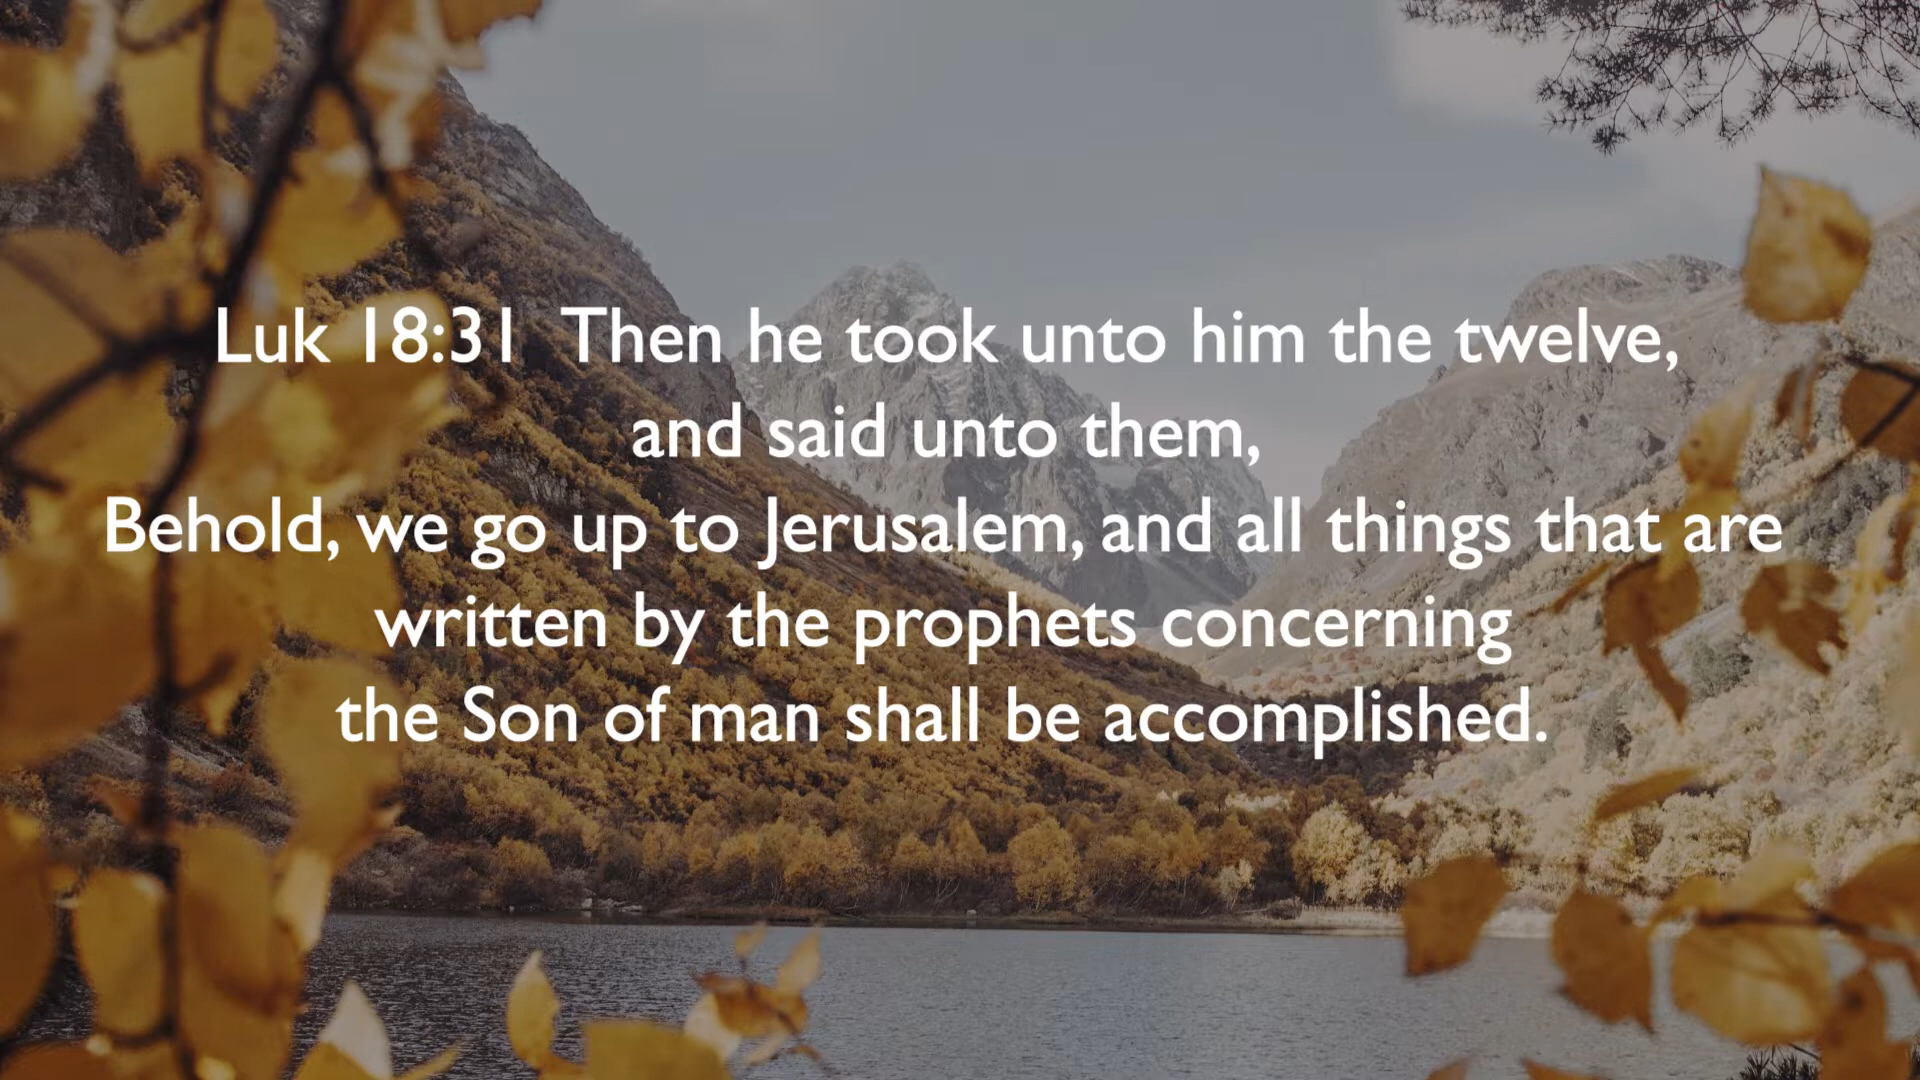 Luk 18:31  Then he took unto him the twelve,
and said unto them,
Behold, we go up to Jerusalem, and all things that are
written by the prophets concerning
the Son of man shall be accomplished.